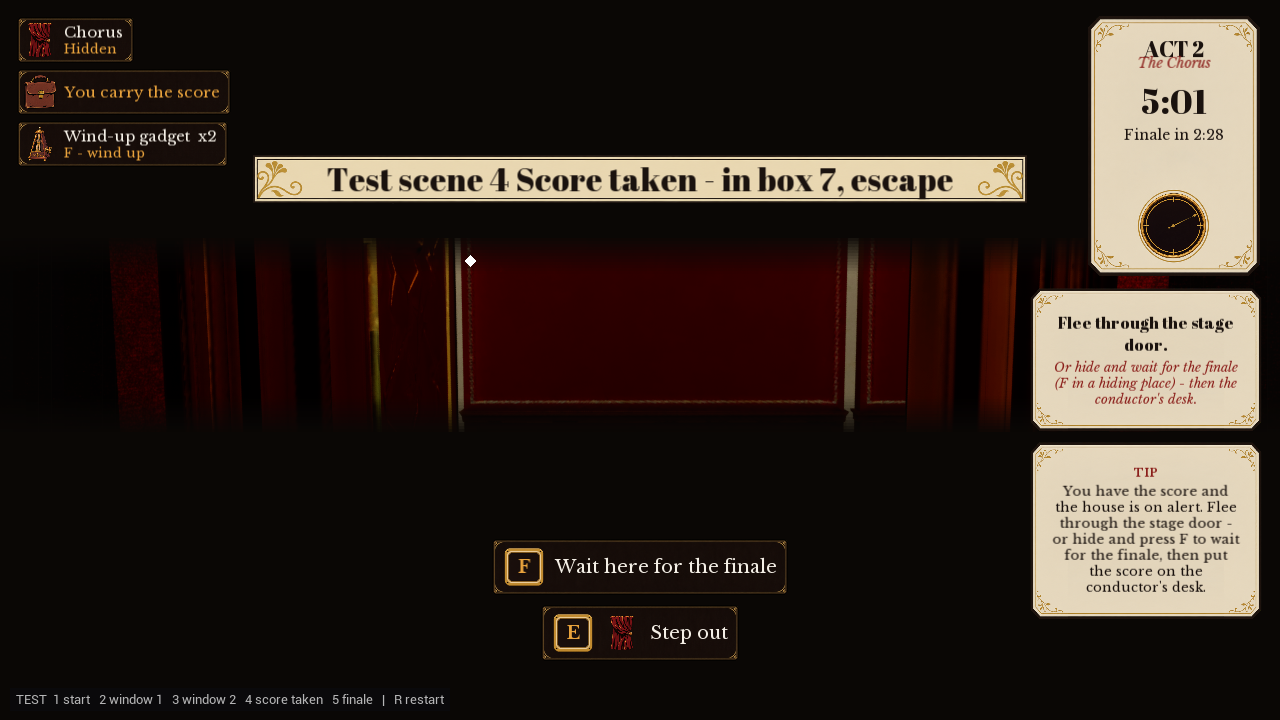 Chorus
Hidden
You carry the score
Wind-up gadget x2
F - wind up
Test scene 4 Score taken - in box 7, escape
ACT 2
The Chorus
5:01
Finale in 2:28
Flee through the stage
door.
Or hide and wait for the finale
(F in a hiding place) - then the
conductor's desk.
TIP
You have the score and
the house is on alert. Flee
through the stage door -
or hide and press F to wait
for the finale, then put
the score on the
conductor's desk.
F Wait here for the finale
E Step out
TEST 1 start 2 window 1 3 window 2 4 score taken 5 finale | R restart